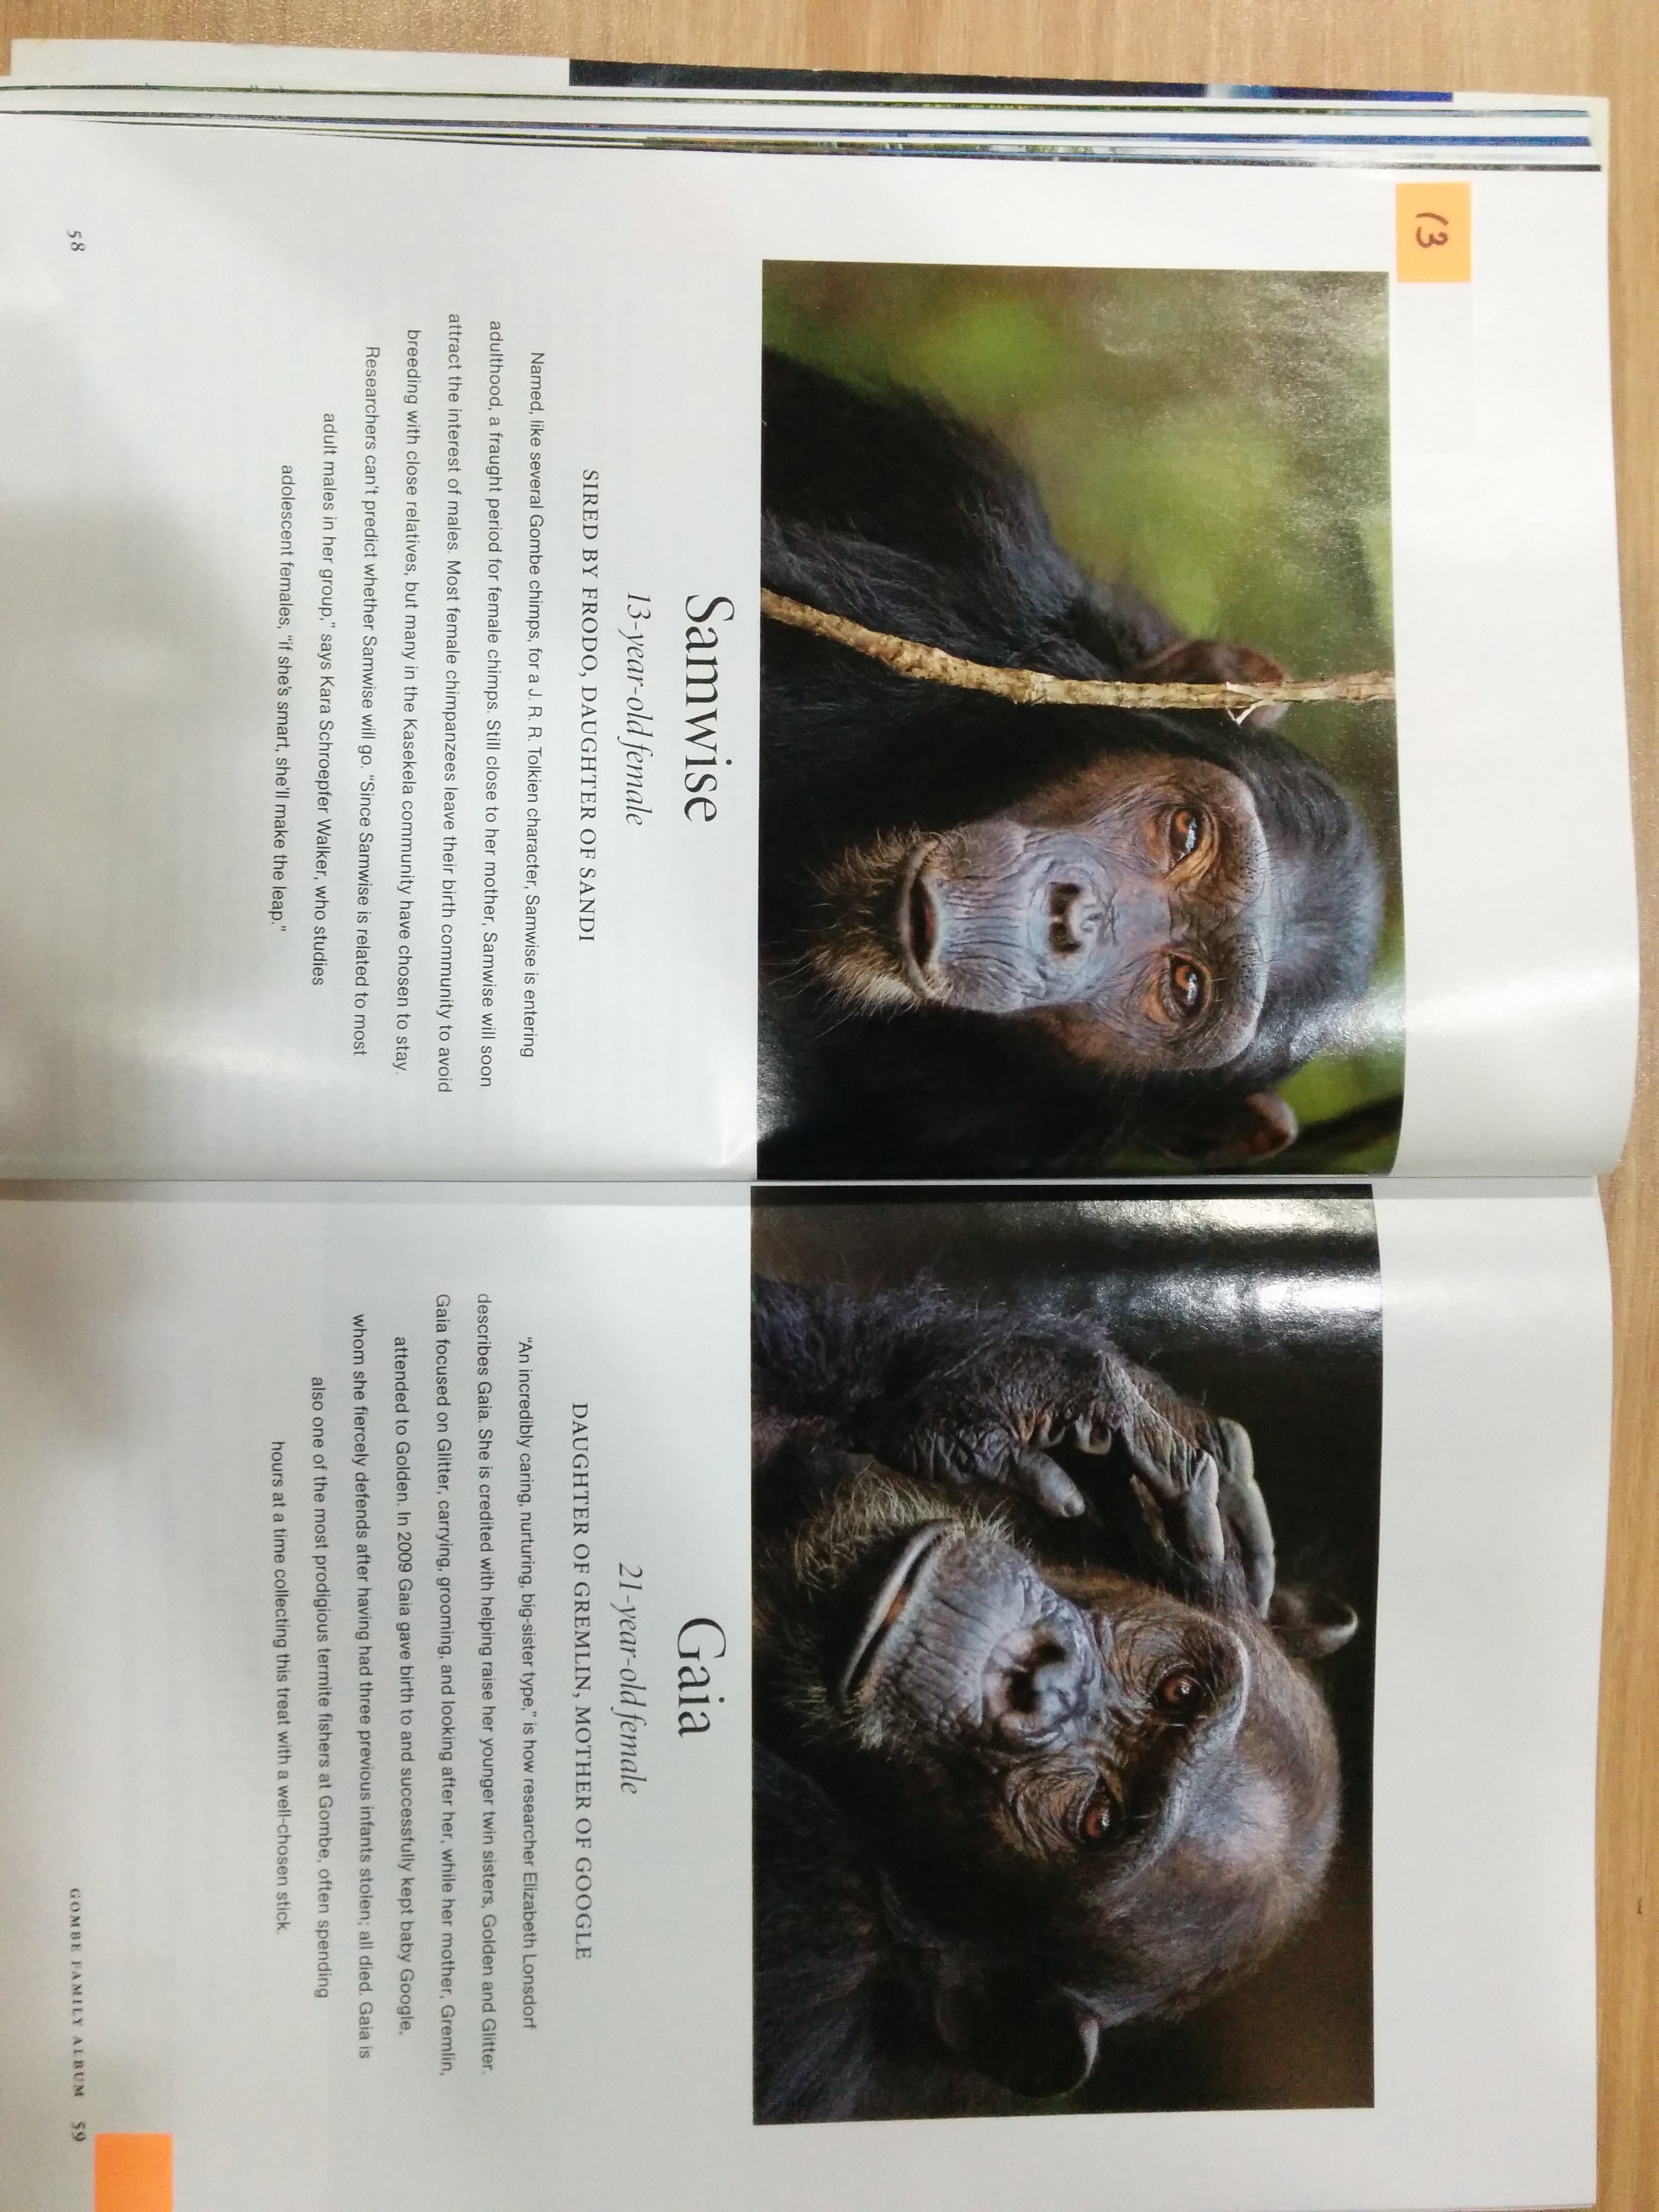 13
Samwise
13-year-old female
SIRED BY FRODO, DAUGHTER OF SANDI
Named, like several Gombe chimps, for a J. R. R. Tolkien character, Samwise is entering
adulthood, a fraught period for female chimps. Still close to her mother, Samwise will soon
attract the interest of males. Most female chimpanzees leave their birth community to avoid
breeding with close relatives, but many in the Kasekela community have chosen to stay.
Researchers can't predict whether Samwise will go. “Since Samwise is related to most
adult males in her group,” says Kara Schroepfer Walker, who studies
adolescent females, “if she's smart, she'll make the leap.”
58
Gaia
21-year-old female
DAUGHTER OF GREMLIN, MOTHER OF GOOGLE
“An incredibly caring, nurturing, big-sister type,” is how researcher Elizabeth Lonsdorf
describes Gaia. She is credited with helping raise her younger twin sisters, Golden and Glitter.
Gaia focused on Glitter, carrying, grooming, and looking after her, while her mother, Gremlin,
attended to Golden. In 2009 Gaia gave birth to and successfully kept baby Google,
whom she fiercely defends after having had three previous infants stolen; all died. Gaia is
also one of the most prodigious termite fishers at Gombe, often spending
hours at a time collecting this treat with a well-chosen stick.
GOMBE FAMILY ALBUM 59